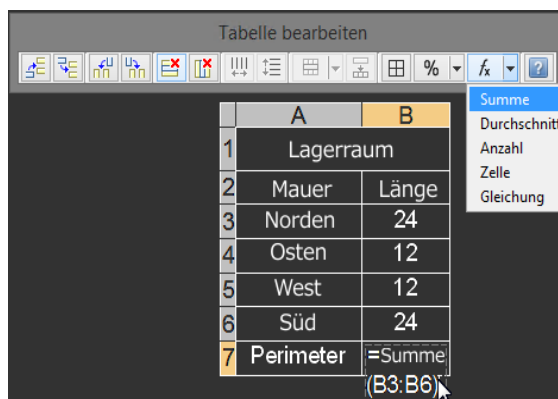 Tabelle bearbeiten
% fx ?
Summe
Durchschnitt
Anzahl
Zelle
Gleichung
A B
1 Lagerraum
2 Mauer Länge
3 Norden 24
4 Osten 12
5 West 12
6 Süd 24
7 Perimeter =Summe
(B3:B6)